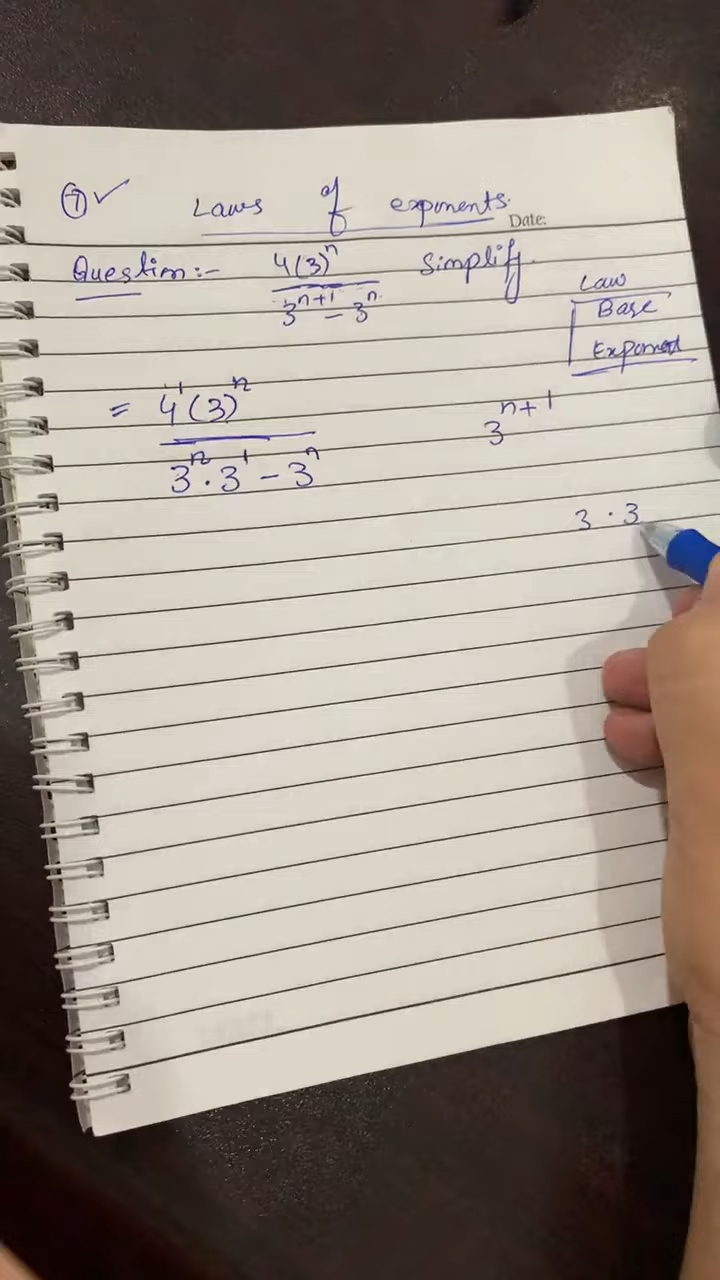 ⑦✓ Laws of exponents.
Date:
Question:- 4(3)^n / 3^{n+1} - 3^n Simplify.
Law
Base
Exponent
= 4^1(3)^n / 3^n . 3^1 - 3^n
3^{n+1}
3 . 3